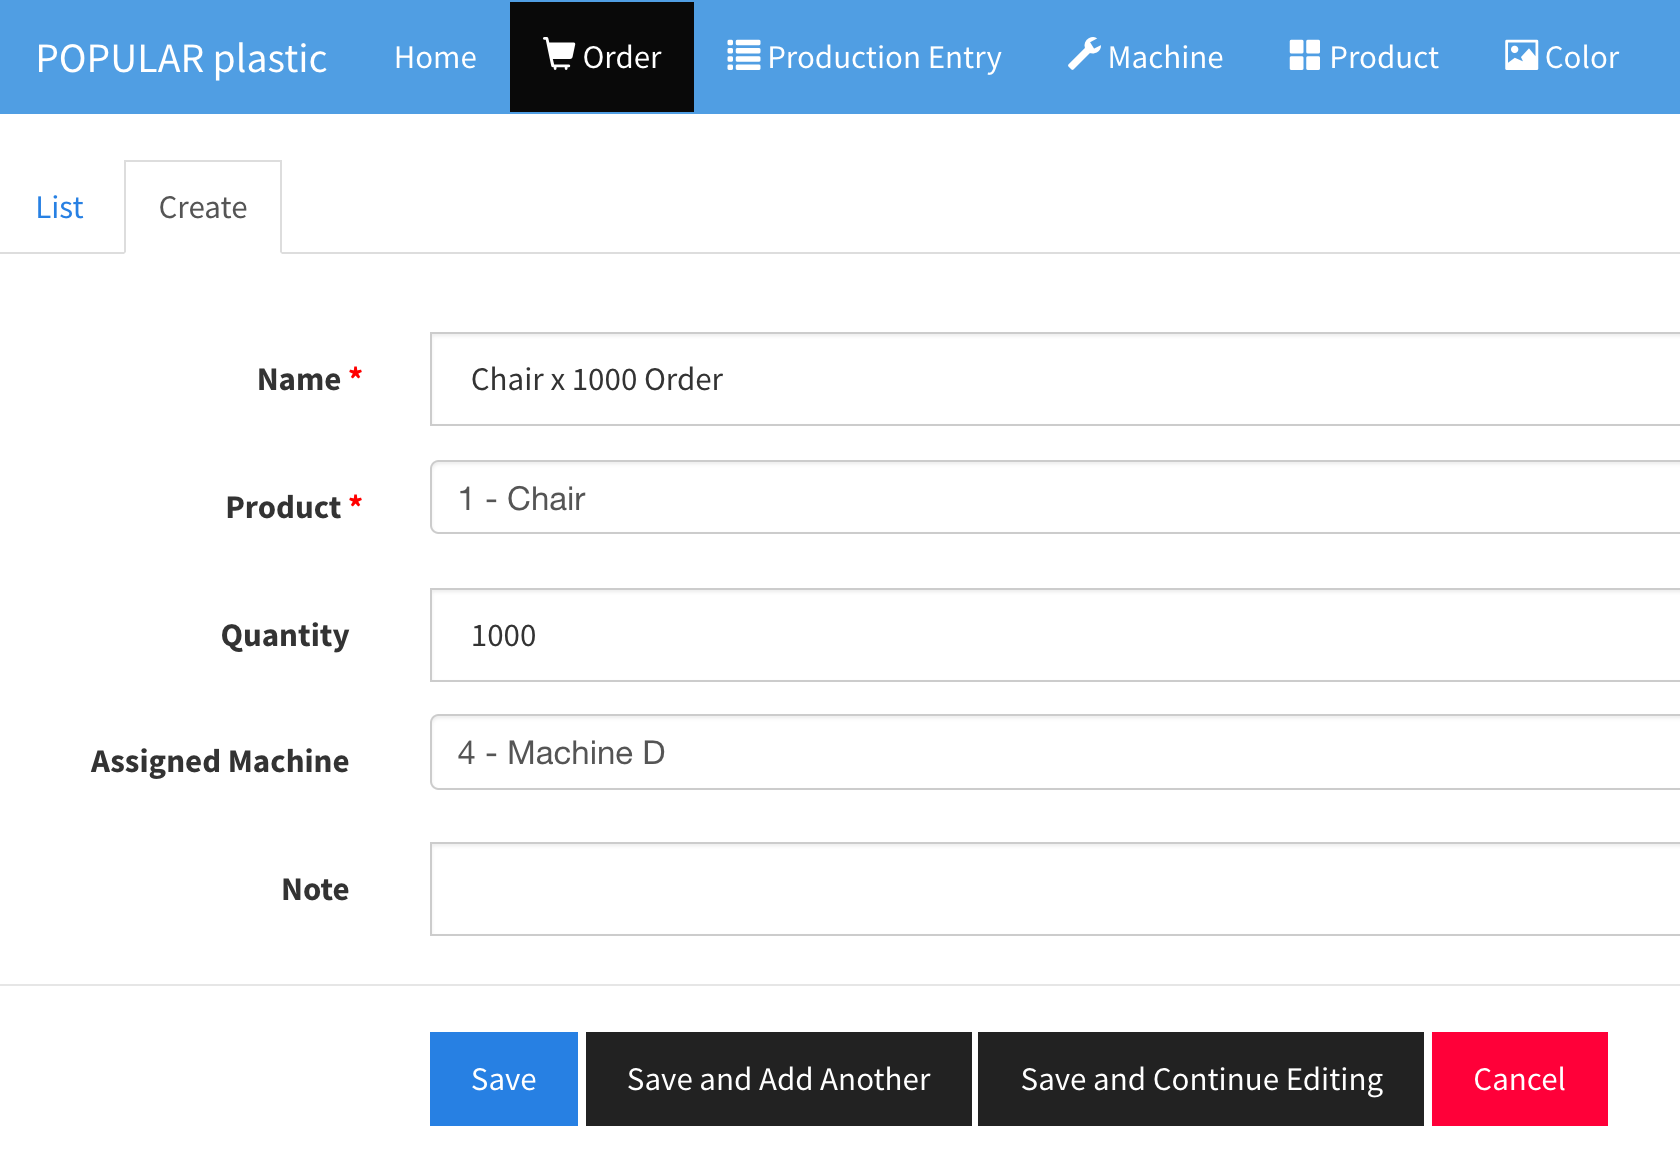 POPULAR plastic Home Order Production Entry Machine Product Color
List Create
Name * Chair x 1000 Order
Product * 1 - Chair
Quantity 1000
Assigned Machine 4 - Machine D
Note
Save Save and Add Another Save and Continue Editing Cancel